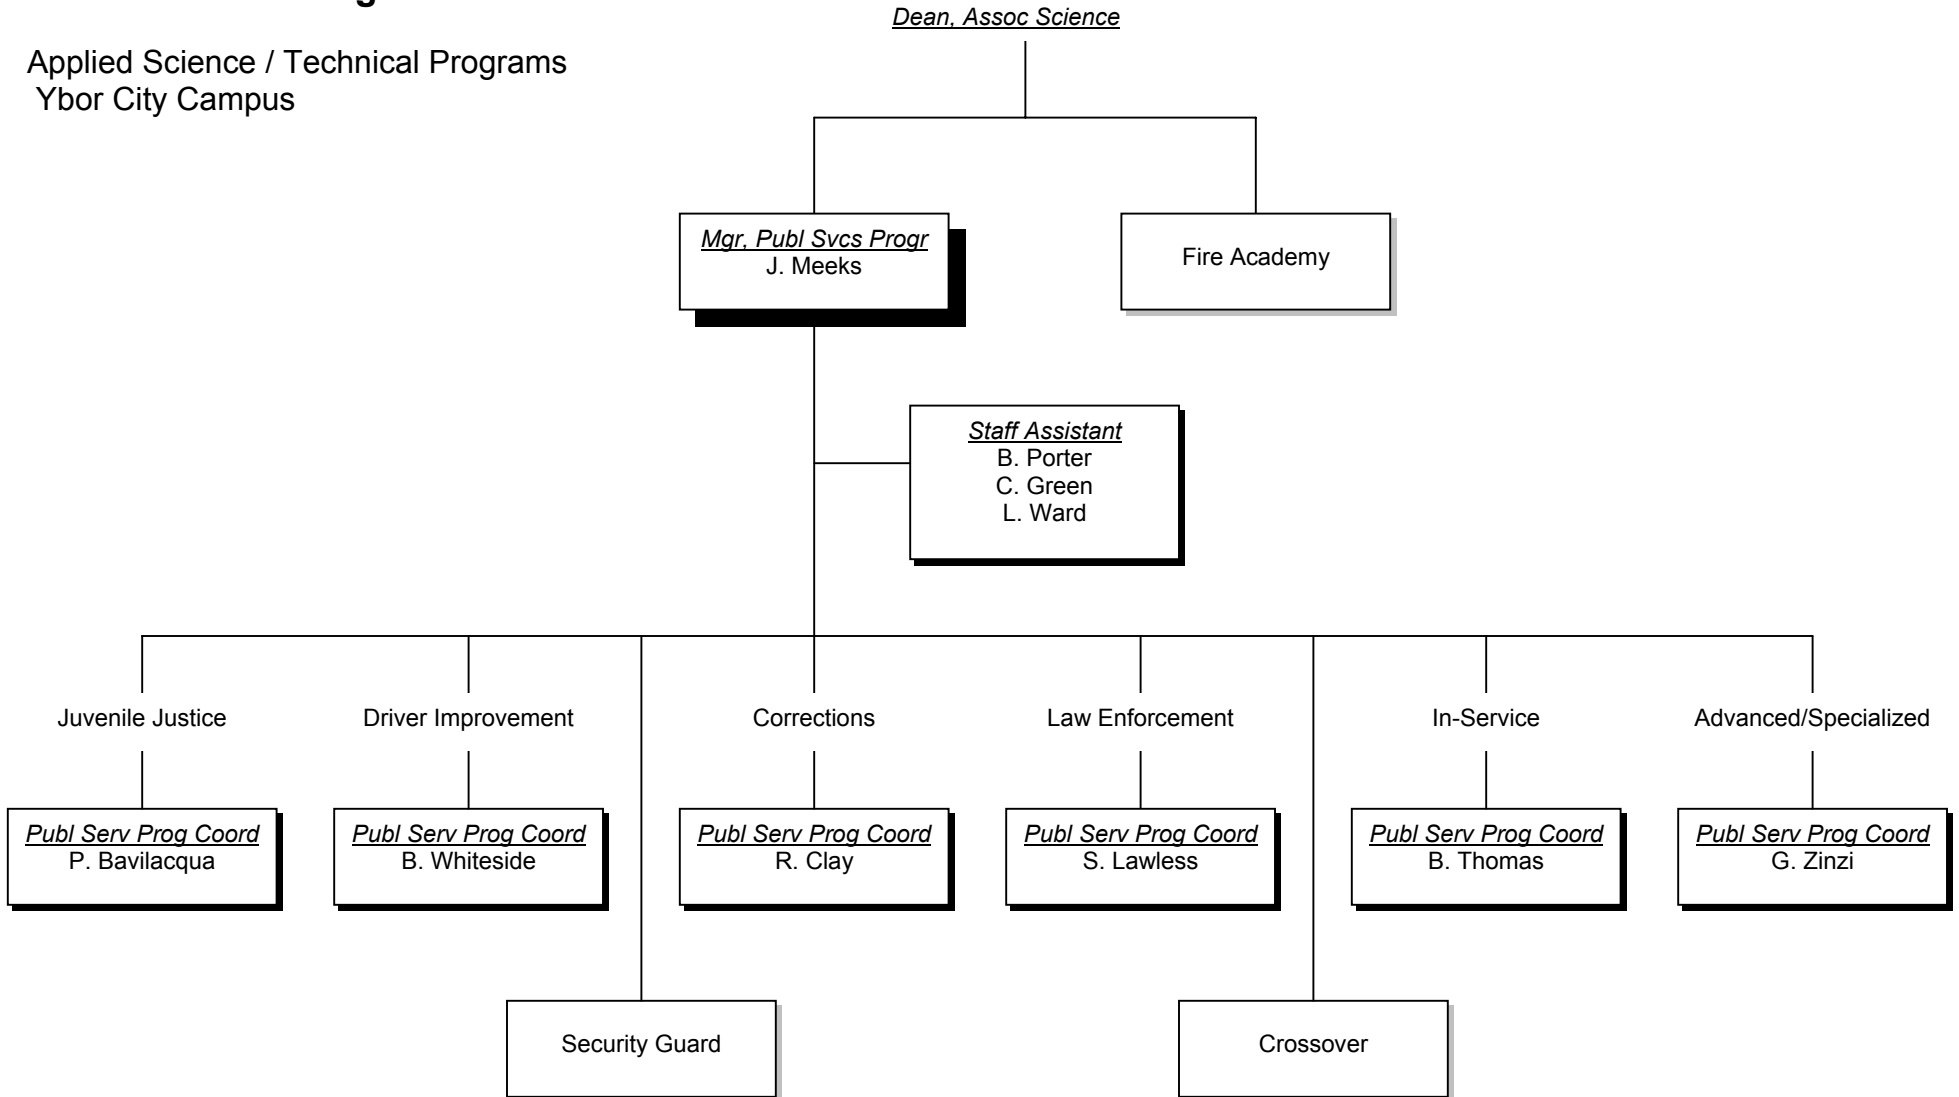 Dean, Assoc Science
Applied Science / Technical Programs
Ybor City Campus
Mgr, Publ Svcs Progr
J. Meeks
Fire Academy
Staff Assistant
B. Porter
C. Green
L. Ward
Juvenile Justice
Driver Improvement
Corrections
Law Enforcement
In-Service
Advanced/Specialized
Publ Serv Prog Coord
P. Bavilacqua
Publ Serv Prog Coord
B. Whiteside
Publ Serv Prog Coord
R. Clay
Publ Serv Prog Coord
S. Lawless
Publ Serv Prog Coord
B. Thomas
Publ Serv Prog Coord
G. Zinzi
Security Guard
Crossover